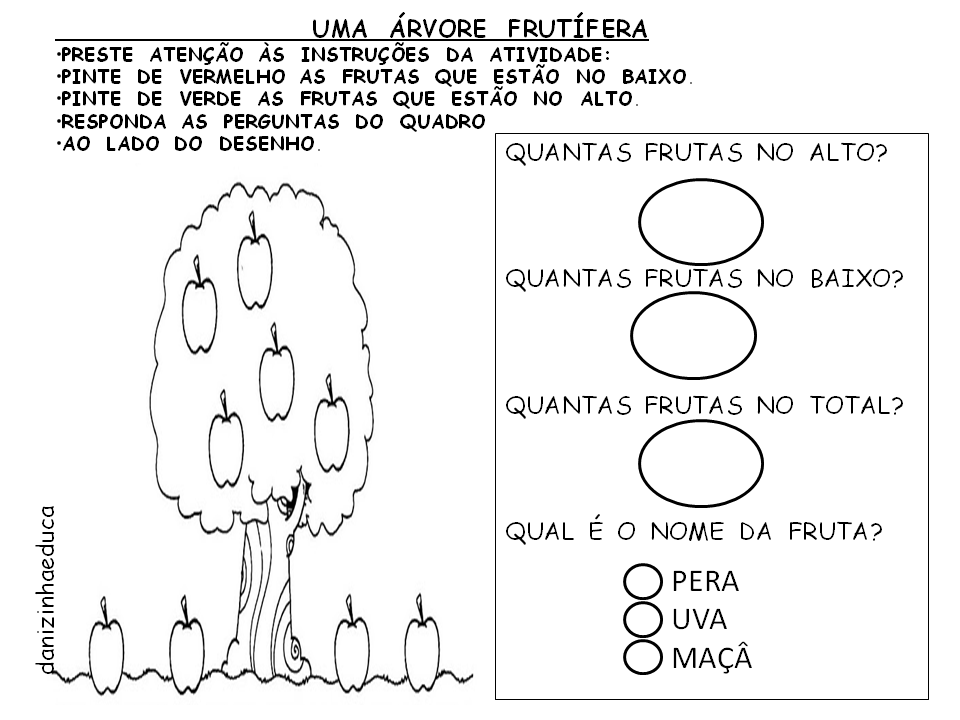 UMA ÁRVORE FRUTÍFERA
•PRESTE ATENÇÃO ÀS INSTRUÇÕES DA ATIVIDADE:
•PINTE DE VERMELHO AS FRUTAS QUE ESTÃO NO BAIXO.
•PINTE DE VERDE AS FRUTAS QUE ESTÃO NO ALTO.
•RESPONDA AS PERGUNTAS DO QUADRO
•AO LADO DO DESENHO.
QUANTAS FRUTAS NO ALTO?
QUANTAS FRUTAS NO BAIXO?
QUANTAS FRUTAS NO TOTAL?
QUAL É O NOME DA FRUTA?
PERA
UVA
MAÇÂ
danizinhaeduca